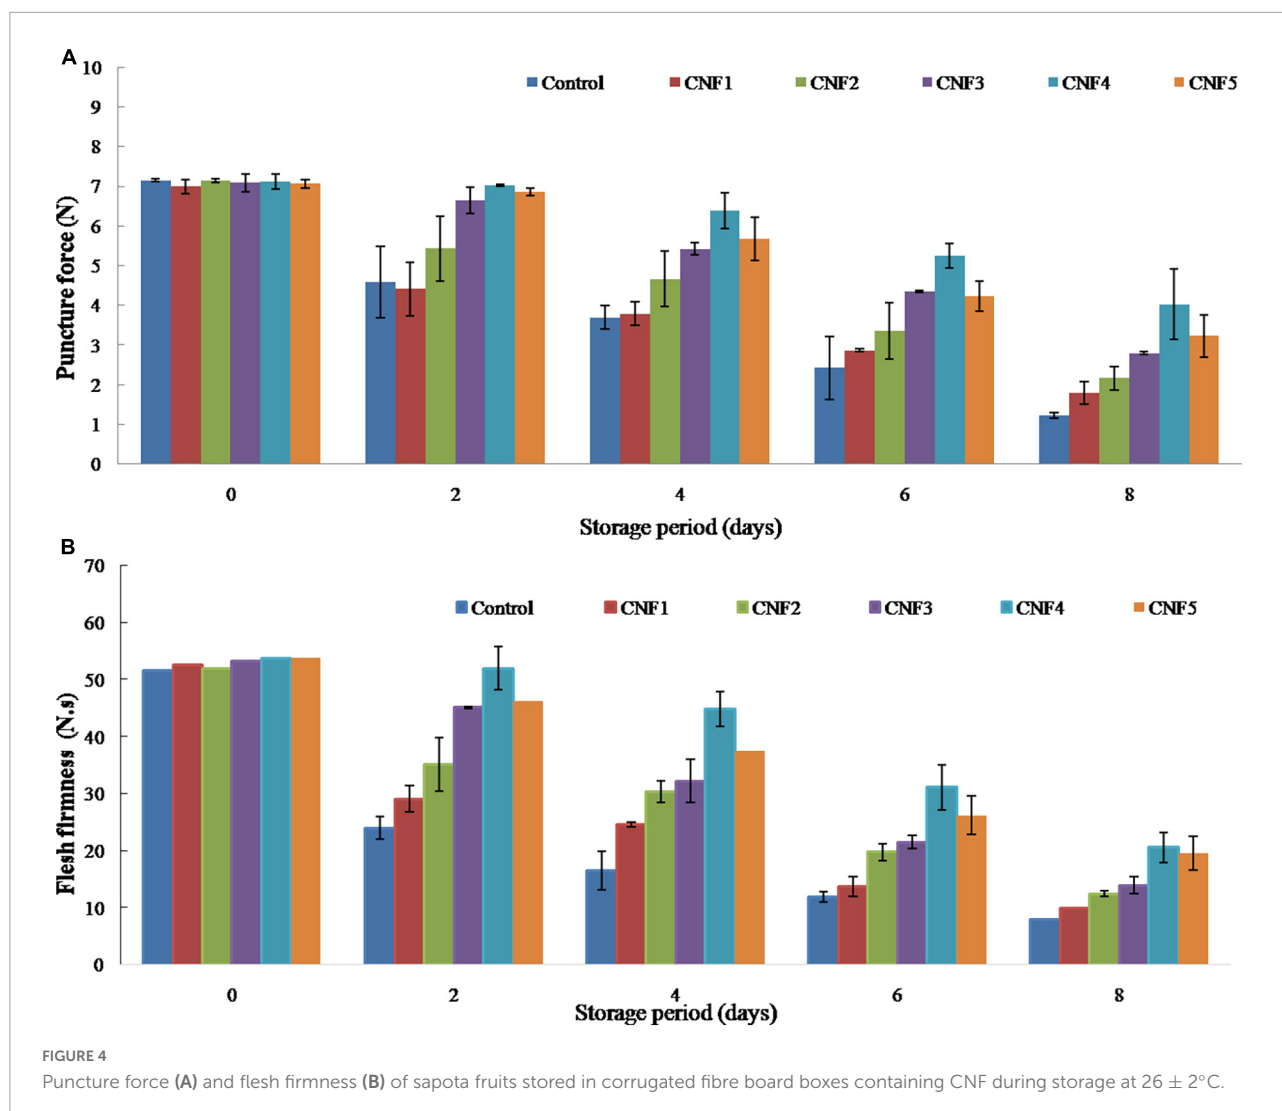 A
10
9
8
7
6
5
4
3
2
1
0
Puncture force (N)
Control CNF1 CNF2 CNF3 CNF4 CNF5
0 2 4 6 8
Storage period (days)
B
70
60
50
40
30
20
10
0
Flesh firmness (N.s)
Control CNF1 CNF2 CNF3 CNF4 CNF5
0 2 4 6 8
Storage period (days)
FIGURE 4
Puncture force (A) and flesh firmness (B) of sapota fruits stored in corrugated fibre board boxes containing CNF during storage at 26 ± 2°C.